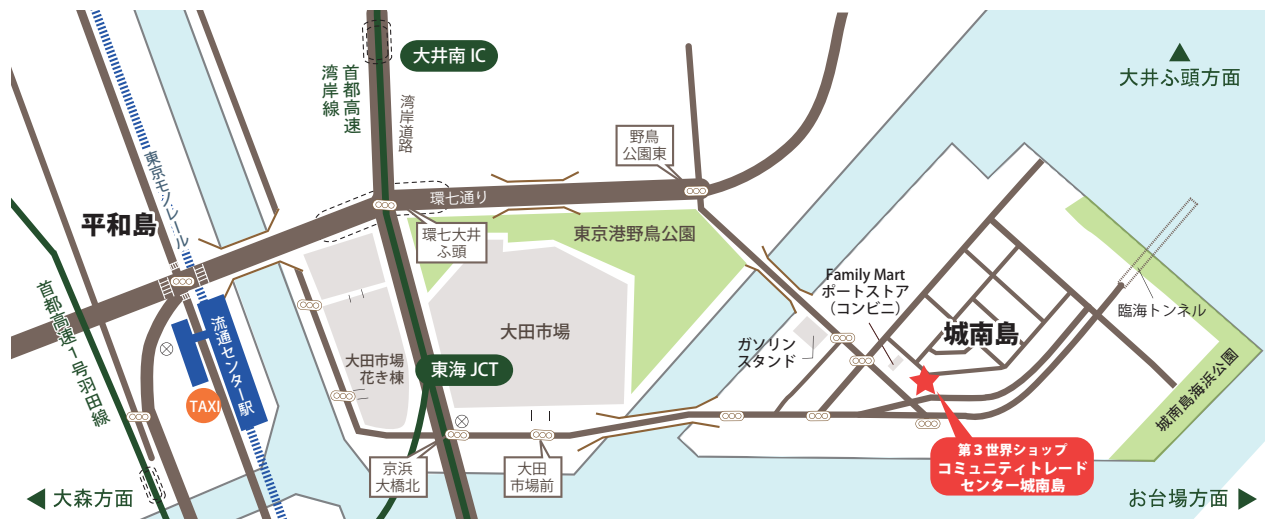 大井南 IC
首都高速
湾岸線
湾岸道路
大井ふ頭方面
野鳥
公園東
東京モノレール
環七通り
平和島
環七大井
ふ頭
東京港野鳥公園
Family Mart
ポートストア
（コンビニ）
首都高速1号羽田線
流通センター駅
大田市場
大田市場
花き棟
ガソリン
スタンド
城南島
臨海トンネル
東海 JCT
TAXI
城南島海浜公園
京浜
大橋北
大田
市場前
第３世界ショップ
コミュニティトレード
センター城南島
大森方面
お台場方面